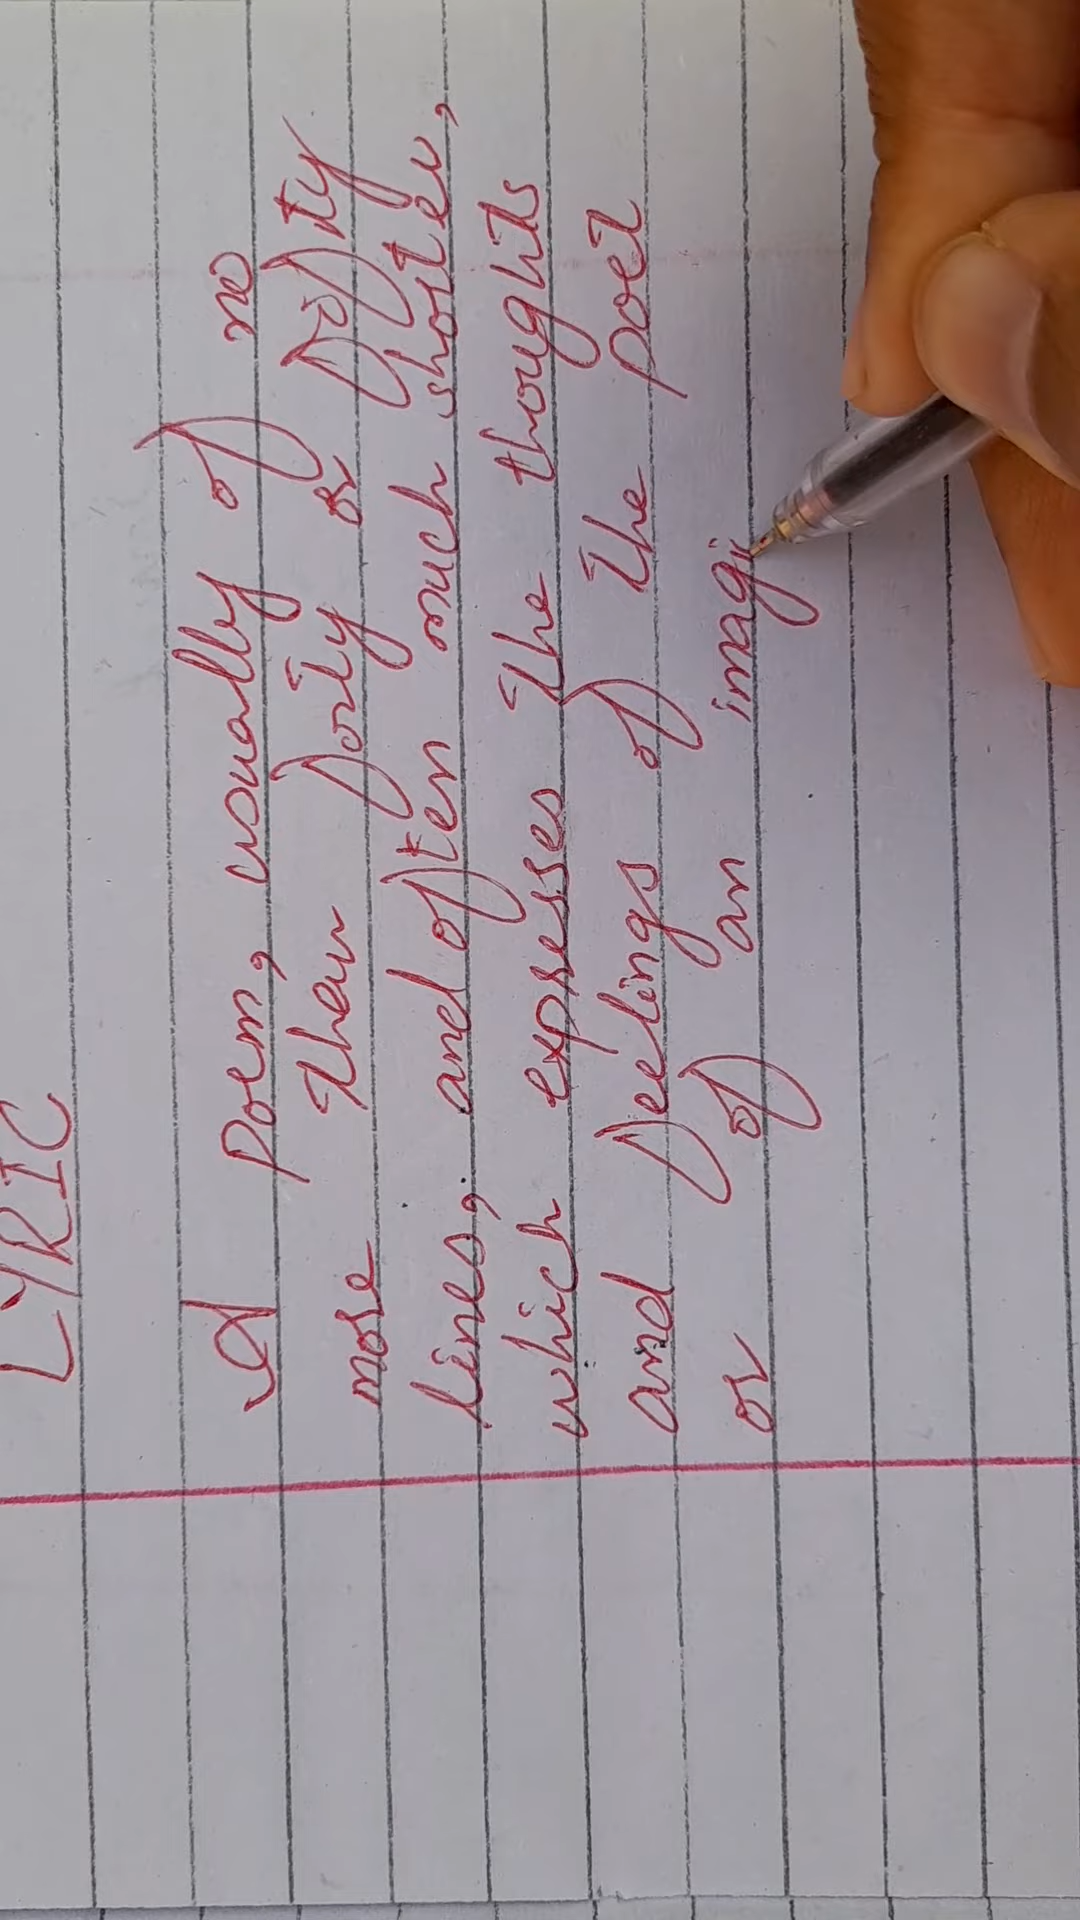 LYRIC
A Poem, usually of no
more then forty or fifty
lines, and often much shorter,
which expresses the thoughts
and feelings of the poet
or of an imagi